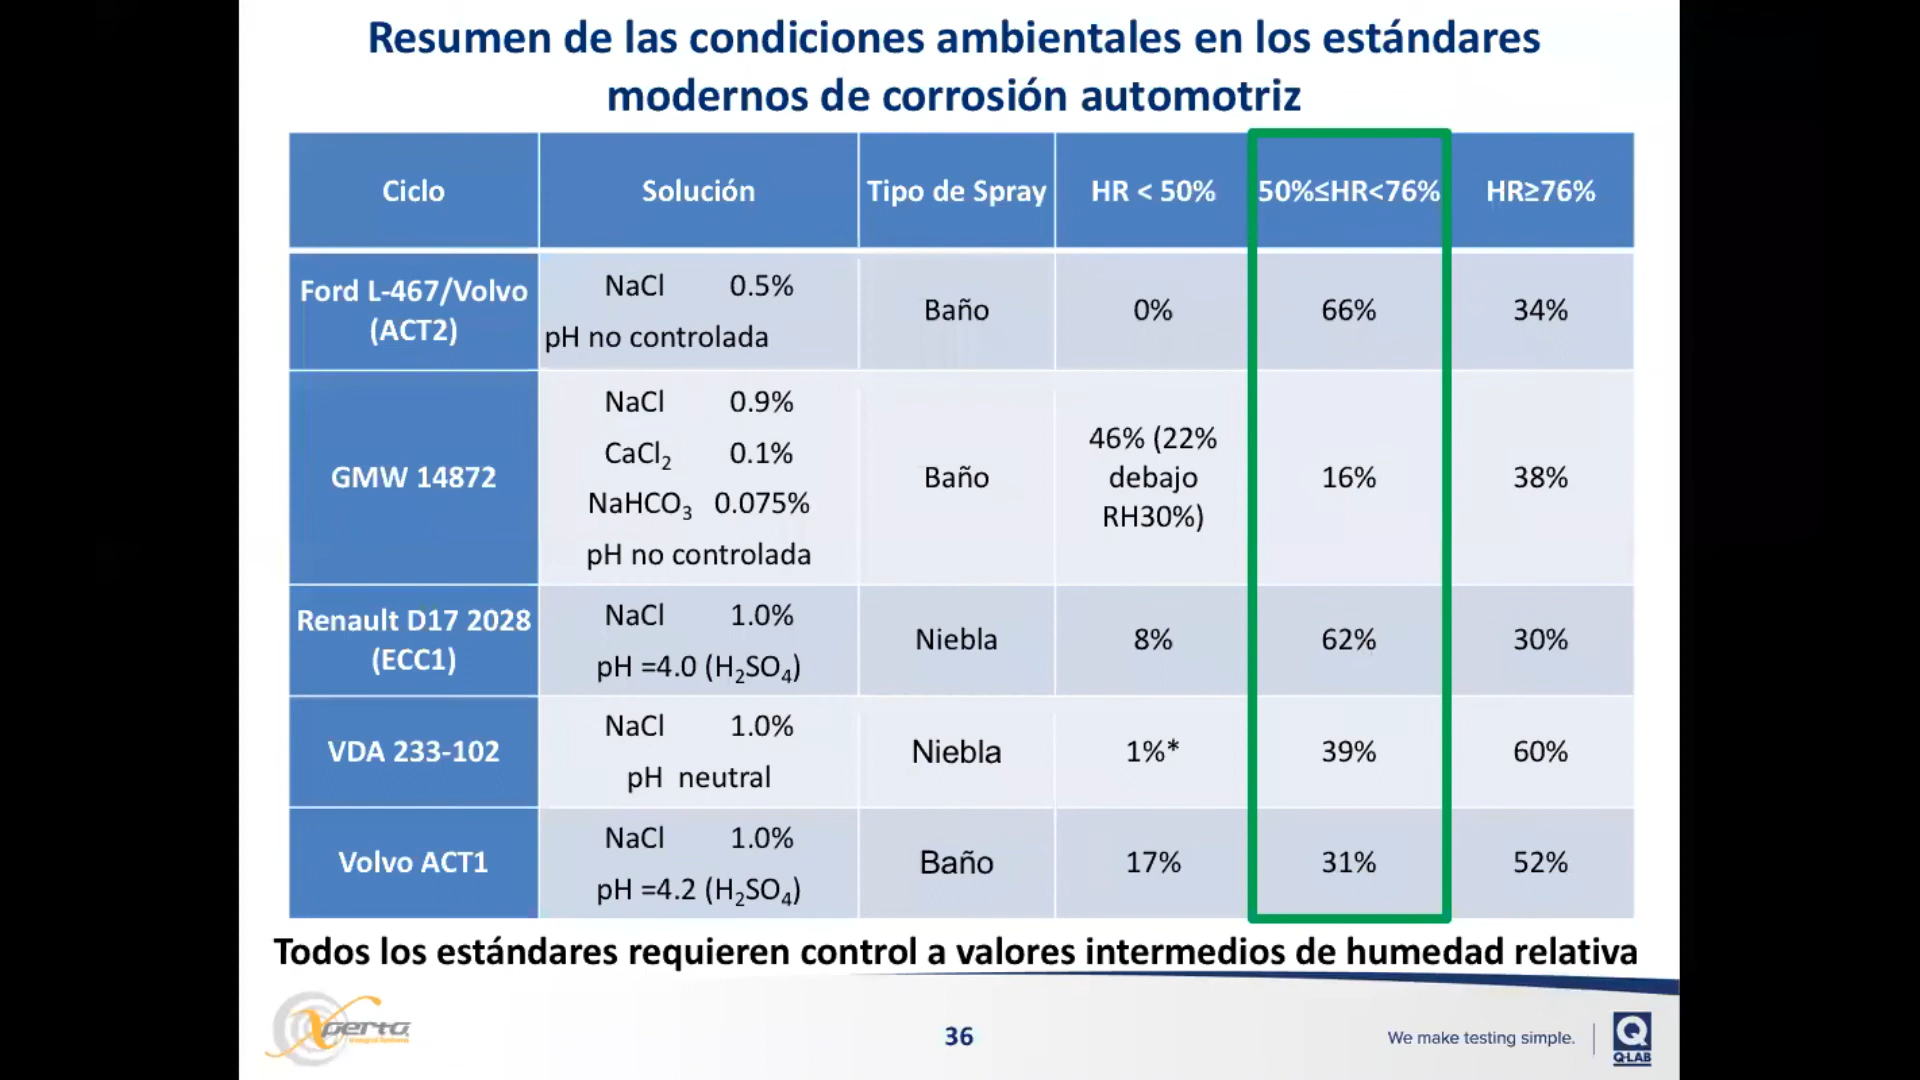 Resumen de las condiciones ambientales en los estándares
modernos de corrosión automotriz
Ciclo
Solución
Tipo de Spray
HR < 50%
50%≤HR<76%
HR≥76%
Ford L-467/Volvo
(ACT2)
NaCl 0.5%
pH no controlada
Baño
0%
66%
34%
GMW 14872
NaCl 0.9%
CaCl₂ 0.1%
NaHCO₃ 0.075%
pH no controlada
Baño
46% (22%
debajo
RH30%)
16%
38%
Renault D17 2028
(ECC1)
NaCl 1.0%
pH =4.0 (H₂SO₄)
Niebla
8%
62%
30%
VDA 233-102
NaCl 1.0%
pH neutral
Niebla
1%*
39%
60%
Volvo ACT1
NaCl 1.0%
pH =4.2 (H₂SO₄)
Baño
17%
31%
52%
Todos los estándares requieren control a valores intermedios de humedad relativa
Xperto
36
We make testing simple.
Q-LAB